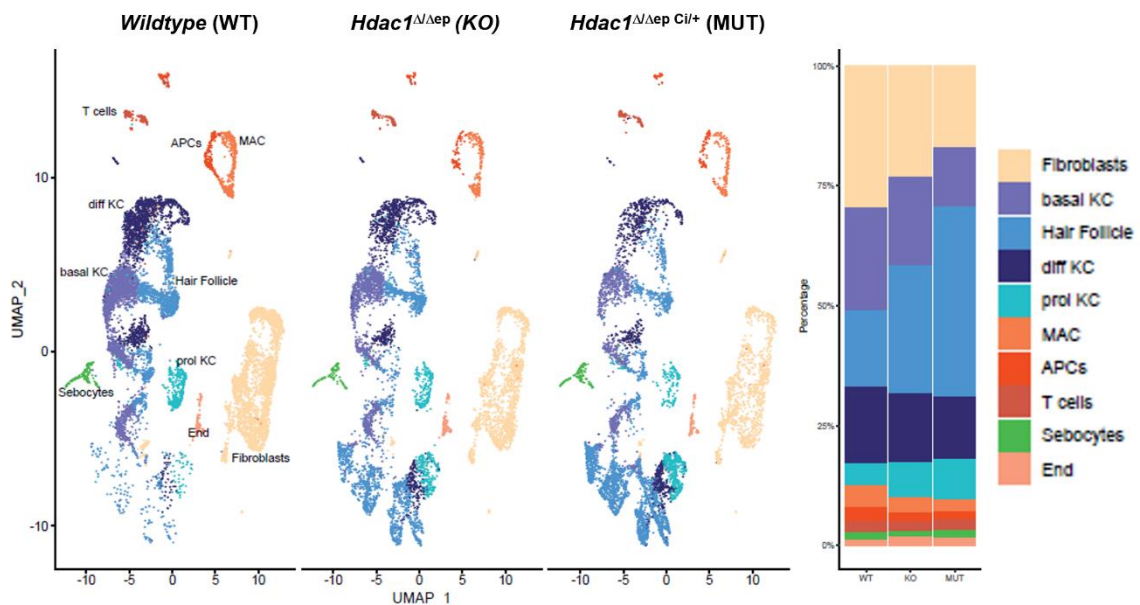 Wildtype (WT)
Hdac1Δ/Δep (KO)
Hdac1Δ/Δep Ci/+ (MUT)
T cells
APCs
MAC
diff KC
basal KC
Hair Follicle
prol KC
Sebocytes
End
Fibroblasts
UMAP_2
10
0
-10
-10
-5
0
5
10
-10
-5
0
5
10
-10
-5
0
5
10
UMAP_1
Percentage
100%
75%
50%
25%
0%
WT
KO
MUT
Fibroblasts
basal KC
Hair Follicle
diff KC
prol KC
MAC
APCs
T cells
Sebocytes
End